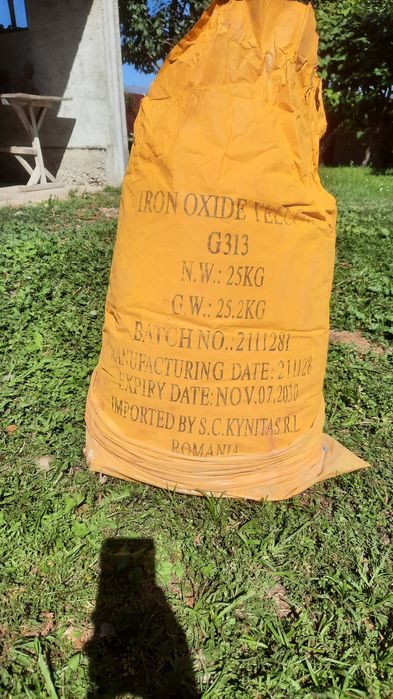 IRON OXIDE YELLOW
G313
N.W.: 25KG
G.W.: 25.2KG
BATCH NO.: 2111281
MANUFACTURING DATE: 211128
EXPIRY DATE: NOV.07,2030
IMPORTED BY S.C.KYNITAS.R.L
ROMANIA